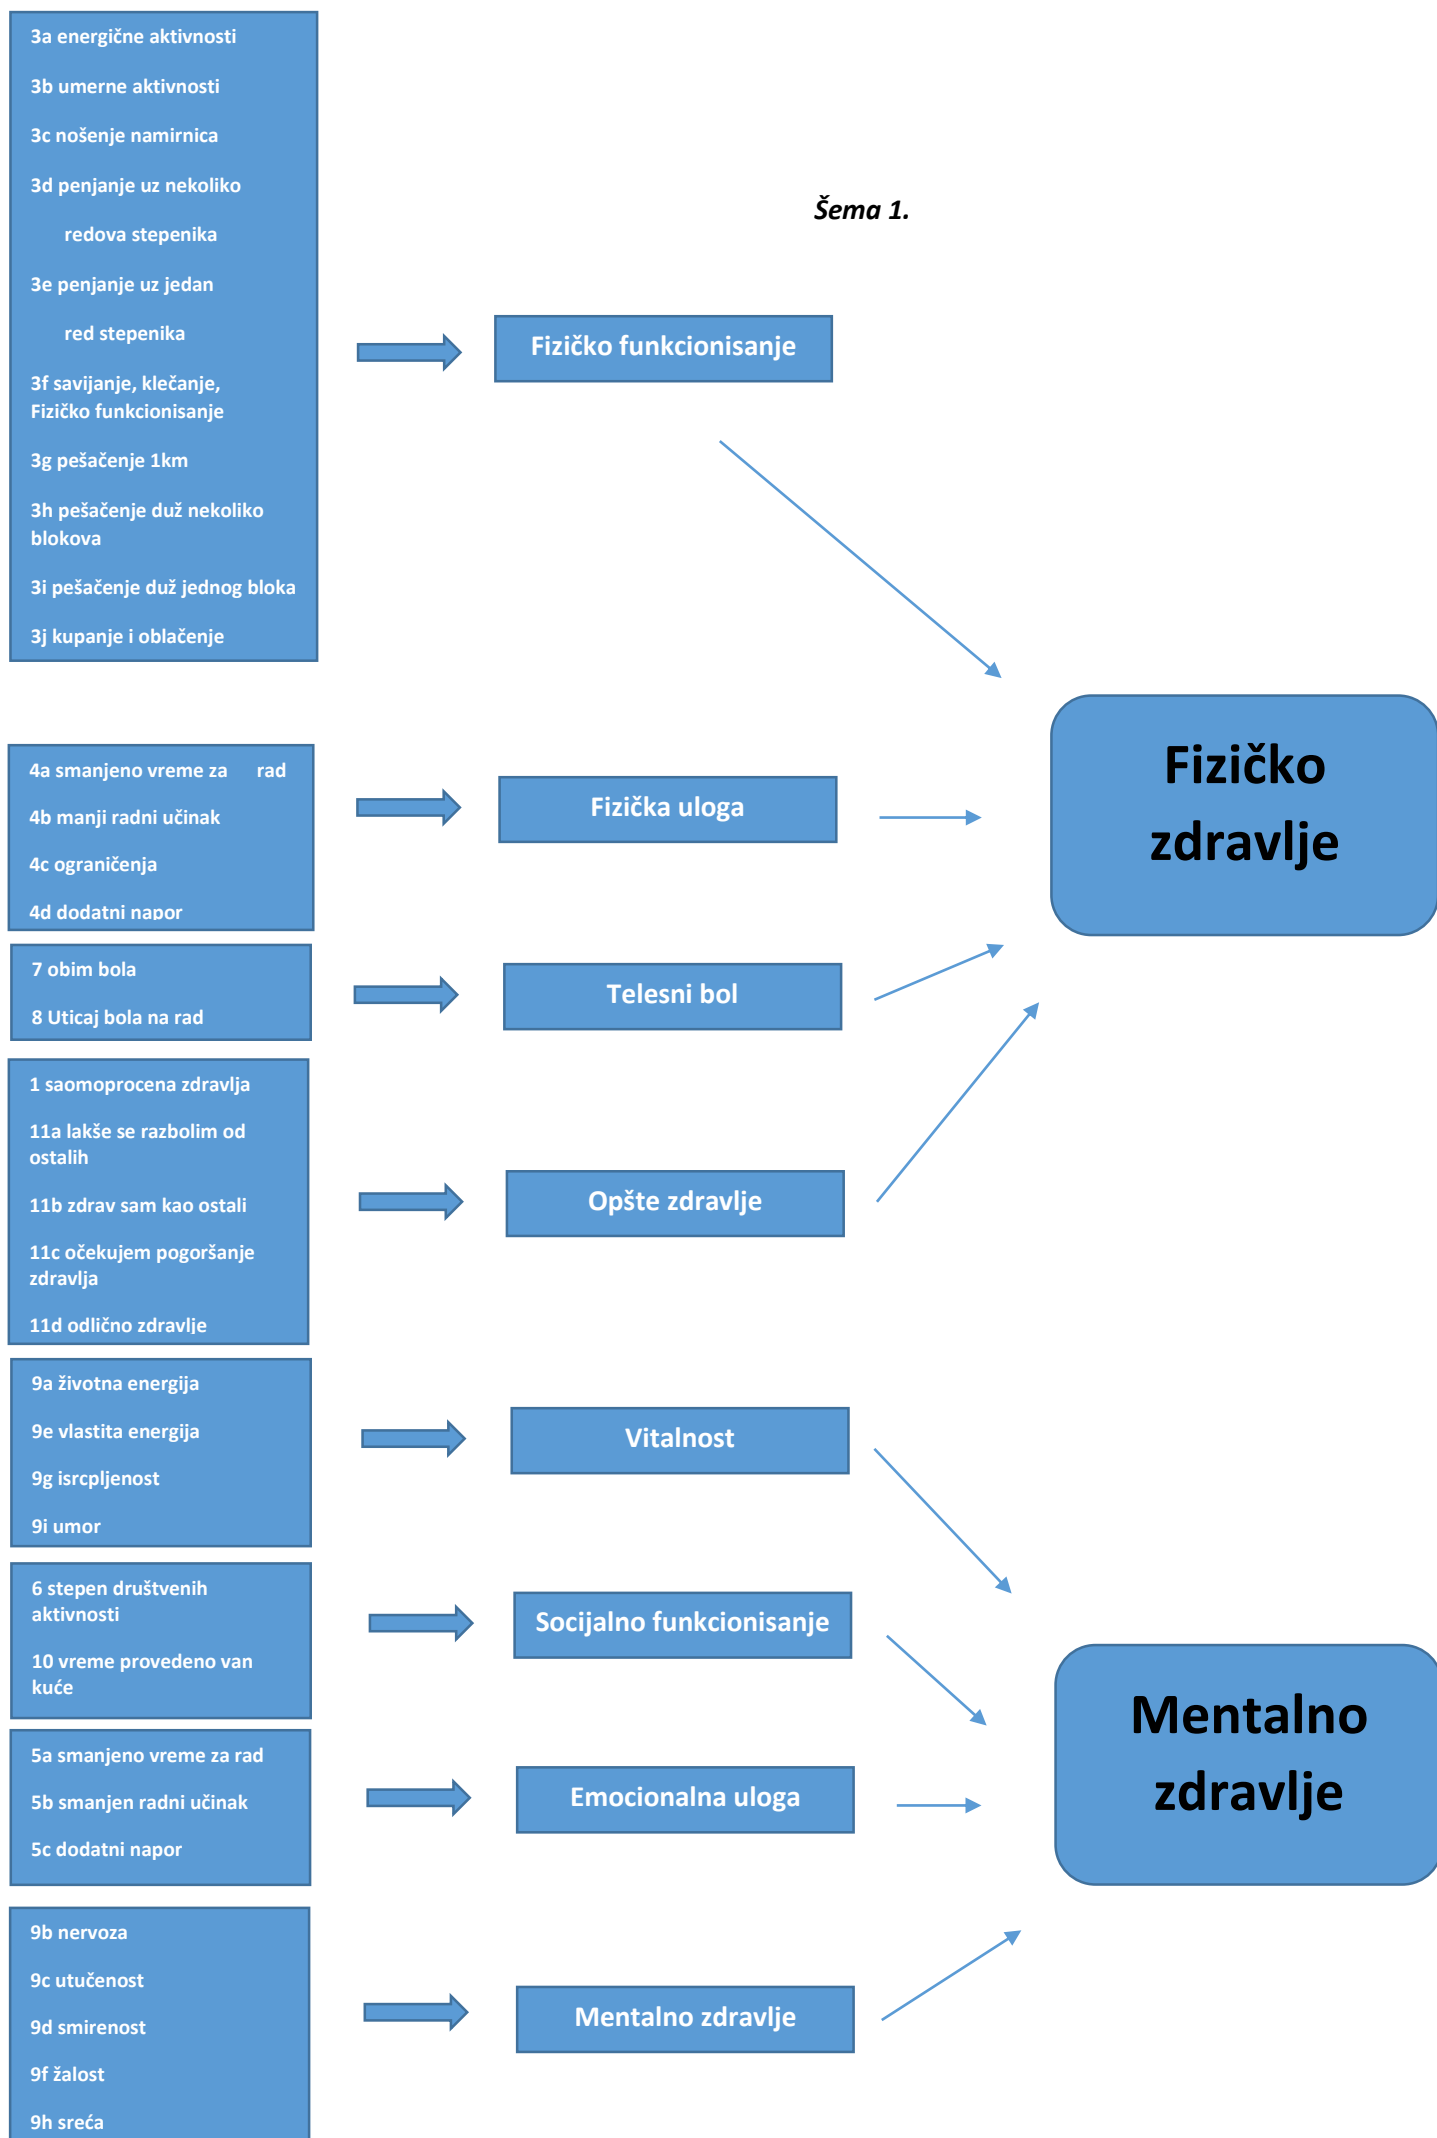 3a energične aktivnosti
3b umerne aktivnosti
3c nošenje namirnica
3d penjanje uz nekoliko
redova stepenika
3e penjanje uz jedan
red stepenika
3f savijanje, klečanje,
Fizičko funkcionisanje
3g pešačenje 1km
3h pešačenje duž nekoliko
blokova
3i pešačenje duž jednog bloka
3j kupanje i oblačenje
Šema 1.
Fizičko funkcionisanje
4a smanjeno vreme za rad
4b manji radni učinak
4c ograničenja
4d dodatni napor
Fizička uloga
Fizičko
zdravlje
7 obim bola
8 Uticaj bola na rad
Telesni bol
1 saomoprocena zdravlja
11a lakše se razbolim od
ostalih
11b zdrav sam kao ostali
11c očekujem pogoršanje
zdravlja
11d odlično zdravlje
Opšte zdravlje
9a životna energija
9e vlastita energija
9g isrcpljenost
9i umor
Vitalnost
6 stepen društvenih
aktivnosti
10 vreme provedeno van
kuće
Socijalno funkcionisanje
Mentalno
zdravlje
5a smanjeno vreme za rad
5b smanjen radni učinak
5c dodatni napor
Emocionalna uloga
9b nervoza
9c utučenost
9d smirenost
9f žalost
9h sreća
Mentalno zdravlje